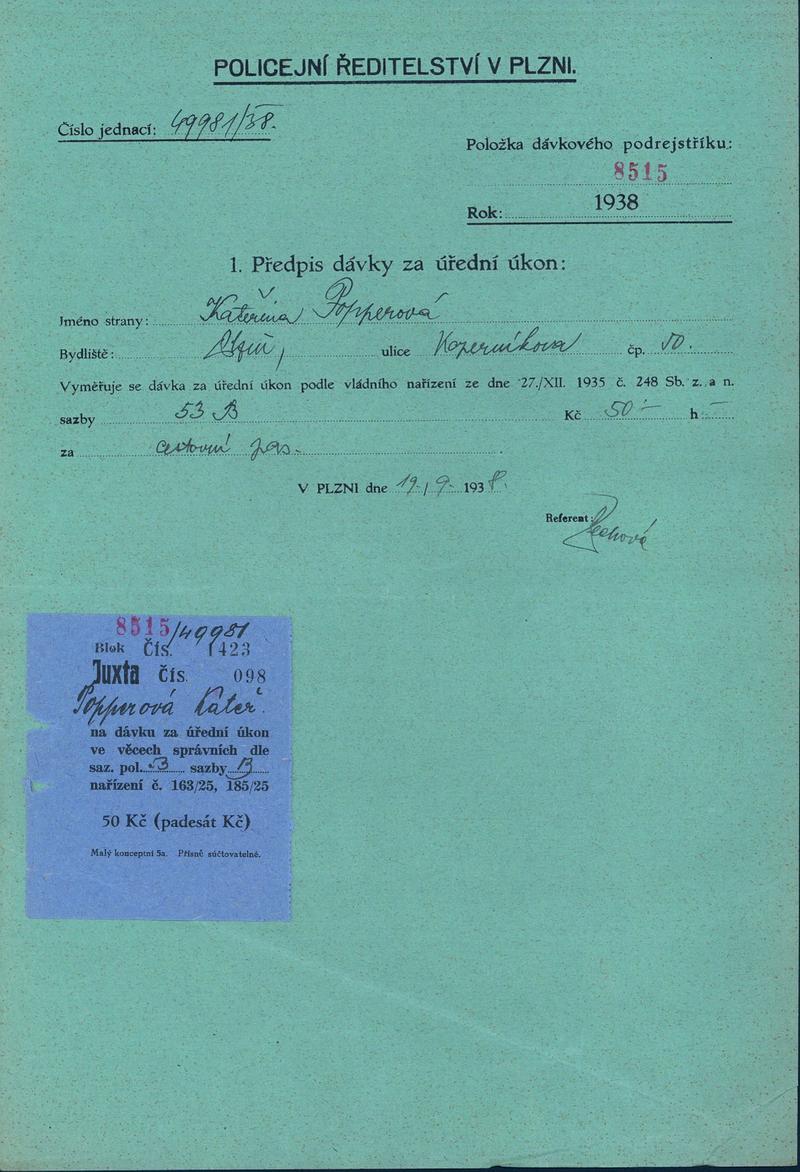 POLICEJNÍ ŘEDITELSTVÍ V PLZNI.
Číslo jednací: 49981/38.
Položka dávkového podrejstříku:
8515
Rok: 1938
1. Předpis dávky za úřední úkon:
Jméno strany: Kateřina Popperová
Bydliště: ulice Koperníkova čp. 50.
Vyměřuje se dávka za úřední úkon podle vládního nařízení ze dne 27./XII. 1935 č. 248 Sb. z. a n.
sazby 53 B Kč 50 — h —
za cestovní pas.
V PLZNI dne 19./9. 1938.
Referent:
8515/49981
Blok Čís. 1423
Juxta čís. 098
Popperová Kateř.
na dávku za úřední úkon
ve věcech správních dle
saz. pol. 53 sazby B
nařízení č. 163/25, 185/25
50 Kč (padesát Kč)
Malý konceptní 5a. Přísně súčtovatelné.